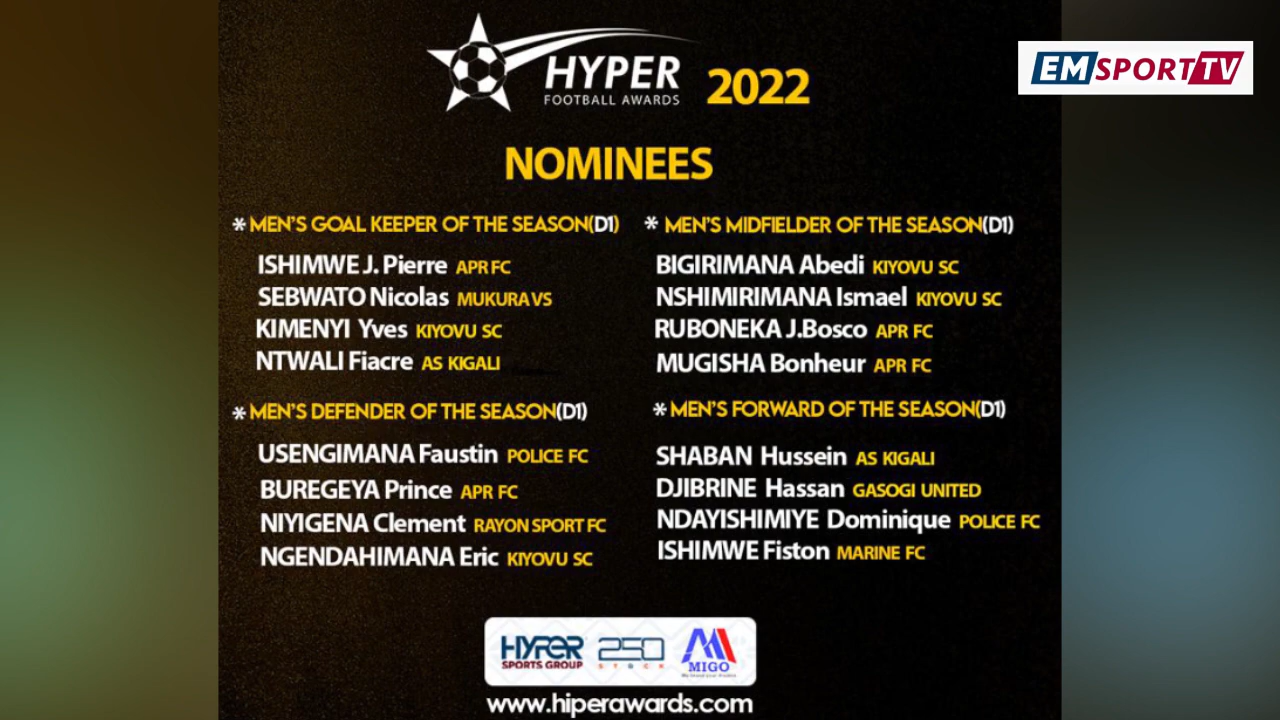 HYPER
FOOTBALL AWARDS
2022
EMSPORTTV
NOMINEES
*MEN'S GOAL KEEPER OF THE SEASON(D1)
ISHIMWE J. Pierre APR FC
SEBWATO Nicolas MUKURA VS
KIMENYI Yves KIYOVU SC
NTWALI Fiacre AS KIGALI
* MEN'S MIDFIELDER OF THE SEASON(D1)
BIGIRIMANA Abedi KIYOVU SC
NSHIMIRIMANA Ismael KIYOVU SC
RUBONEKA J.Bosco APR FC
MUGISHA Bonheur APR FC
*MEN'S DEFENDER OF THE SEASON(D1)
USENGIMANA Faustin POLICE FC
BUREGEYA Prince APR FC
NIYIGENA Clement RAYON SPORT FC
NGENDAHIMANA Eric KIYOVU SC
*MEN'S FORWARD OF THE SEASON(D1)
SHABAN Hussein AS KIGALI
DJIBRINE Hassan GASOGI UNITED
NDAYISHIMIYE Dominique POLICE FC
ISHIMWE Fiston MARINE FC
HYPER
SPORTS GROUP
250
STOCK
MIGO
www.hiperawards.com